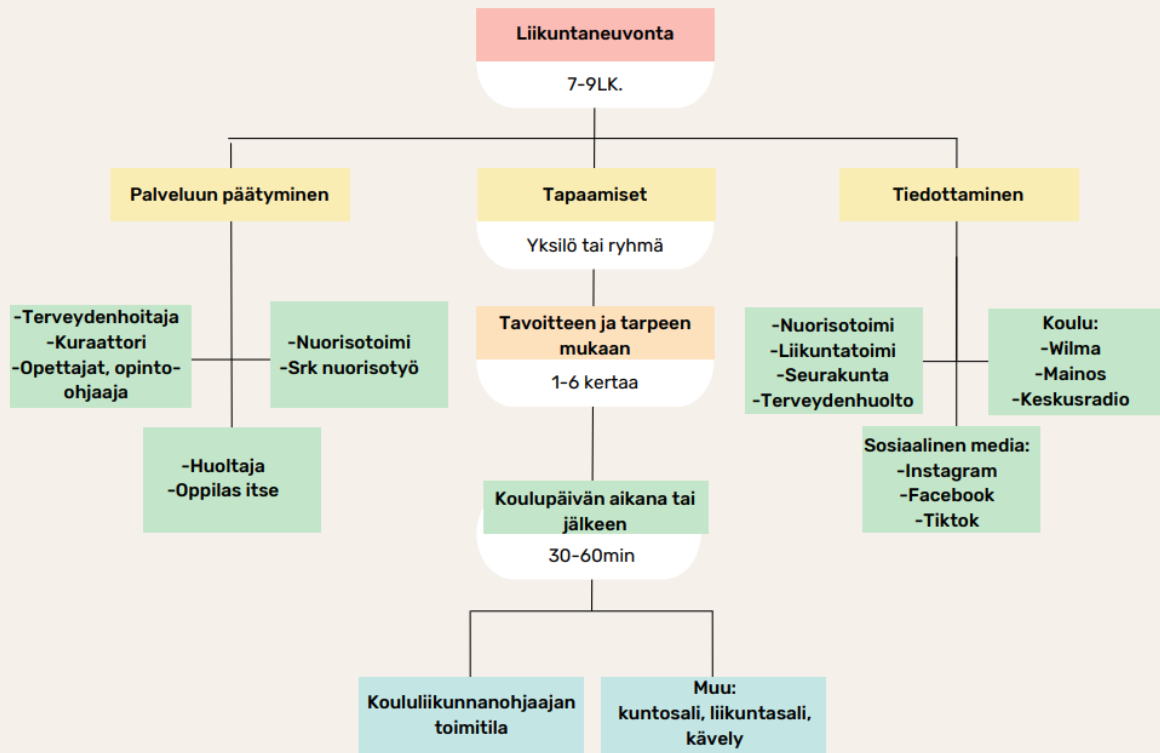 Liikuntaneuvonta
7-9LK.
Palveluun päätyminen
-Terveydenhoitaja
-Kuraattori
-Opettajat, opinto-
ohjaaja
-Nuorisotoimi
-Srk nuorisotyö
-Huoltaja
-Oppilas itse
Tapaamiset
Yksilö tai ryhmä
Tavoitteen ja tarpeen
mukaan
1-6 kertaa
Koulupäivän aikana tai
jälkeen
30-60min
Koululiikunnanohjaajan
toimitila
Muu:
kuntosali, liikuntasali,
kävely
Tiedottaminen
-Nuorisotoimi
-Liikuntatoimi
-Seurakunta
-Terveydenhuolto
Koulu:
-Wilma
-Mainos
-Keskusradio
Sosiaalinen media:
-Instagram
-Facebook
-Tiktok